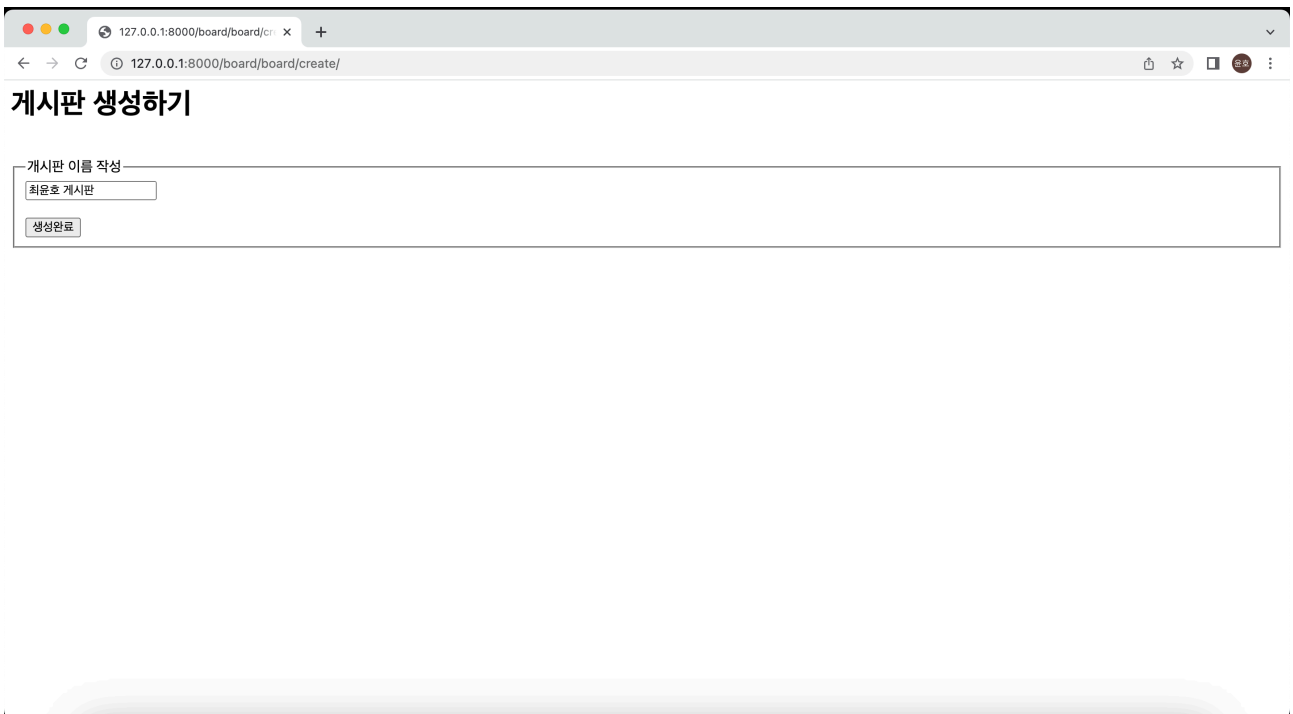 127.0.0.1:8000/board/board/cr
127.0.0.1:8000/board/board/create/
윤호
게시판 생성하기
개시판 이름 작성
최윤호 게시판
생성완료